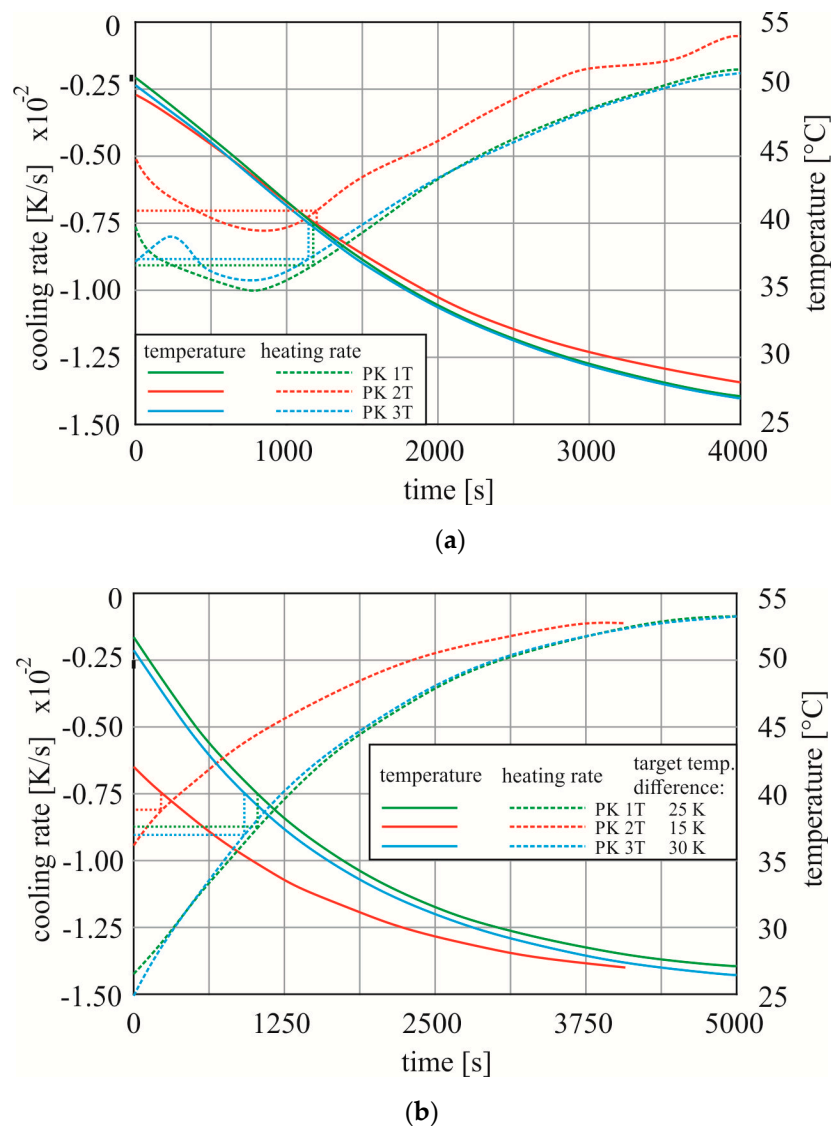 0
-0.25
-0.50
-0.75
-1.00
-1.25
-1.50
cooling rate [K/s] x10⁻²
55
50
45
40
35
30
25
temperature [°C]
temperature heating rate
PK 1T
PK 2T
PK 3T
0 1000 2000 3000 4000
time [s]
(a)
0
-0.25
-0.50
-0.75
-1.00
-1.25
-1.50
cooling rate [K/s] x10⁻²
55
50
45
40
35
30
25
temperature [°C]
temperature heating rate target temp.
difference:
PK 1T 25 K
PK 2T 15 K
PK 3T 30 K
0 1250 2500 3750 5000
time [s]
(b)